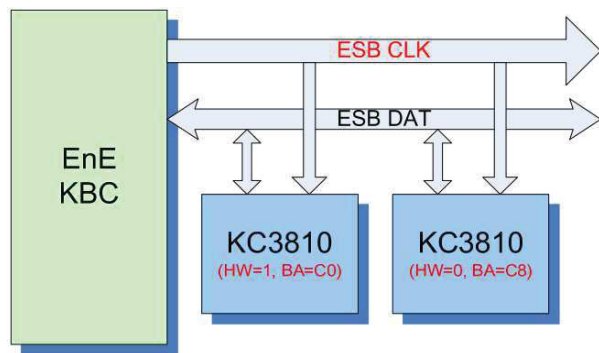 ESB CLK
ESB DAT
EnE
KBC
KC3810
(HW=1, BA=C0)
KC3810
(HW=0, BA=C8)